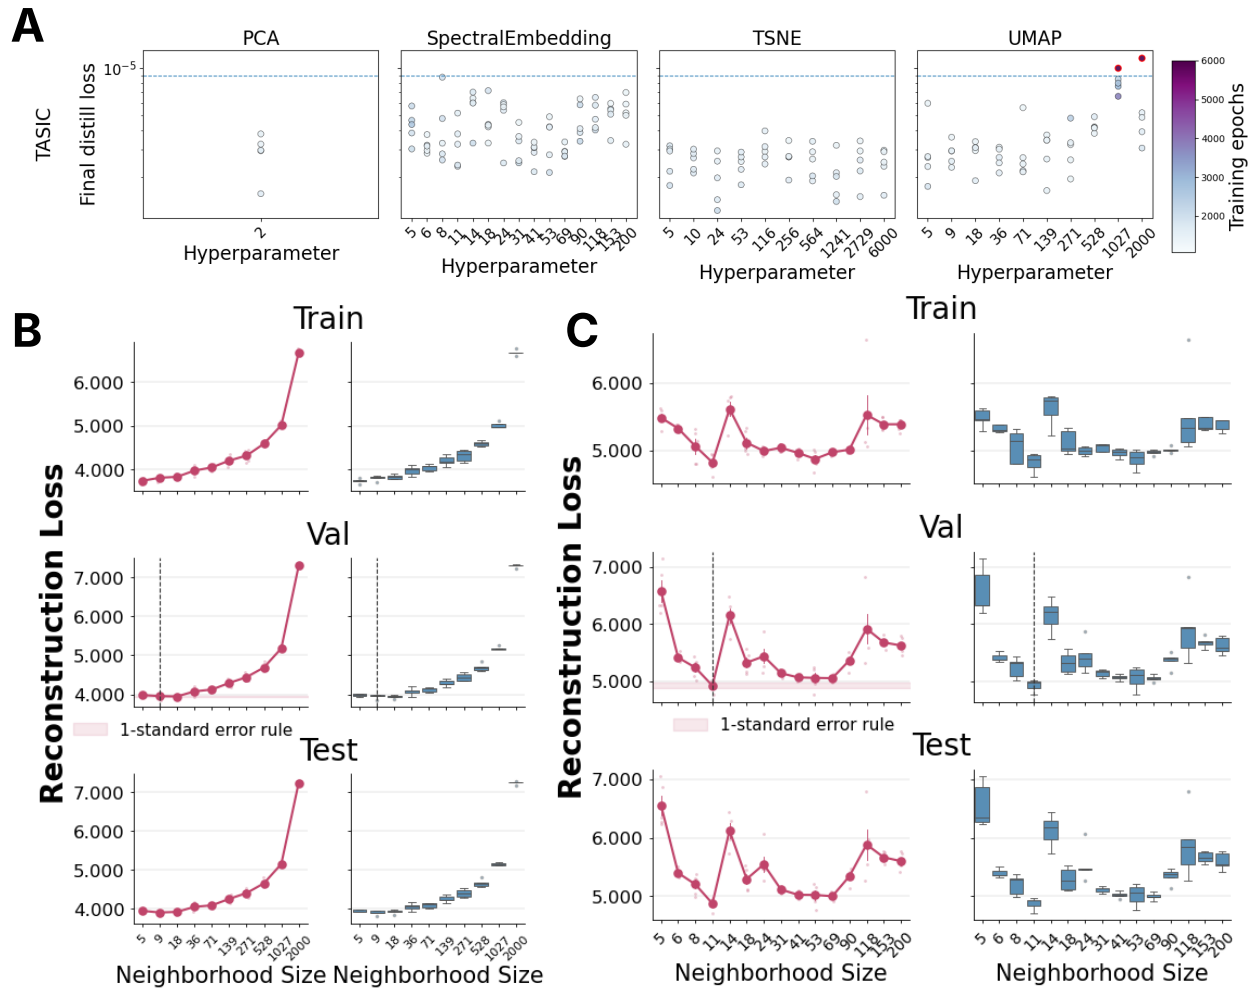 A
PCA
SpectralEmbedding
TSNE
UMAP
TASIC
Final distill loss
10^-5
2
5 6 8 11 14 18 24 31 41 53 69 90 118 153 200
5 10 24 53 116 256 564 1241 2729 6000
5 9 18 36 71 139 271 528 1027 2000
Hyperparameter
Hyperparameter
Hyperparameter
Hyperparameter
6000
5000
4000
3000
2000
Training epochs
B
Train
6.000
5.000
4.000
Reconstruction Loss
Val
7.000
6.000
5.000
4.000
1-standard error rule
Test
7.000
6.000
5.000
4.000
5 9 18 36 71 139 271 528 1027 2000
5 9 18 36 71 139 271 528 1027 2000
Neighborhood Size
Neighborhood Size
C
Train
6.000
5.000
Reconstruction Loss
Val
7.000
6.000
5.000
1-standard error rule
Test
7.000
6.000
5.000
5 6 8 11 14 18 24 31 41 53 69 90 118 153 200
5 6 8 11 14 18 24 31 41 53 69 90 118 153 200
Neighborhood Size
Neighborhood Size